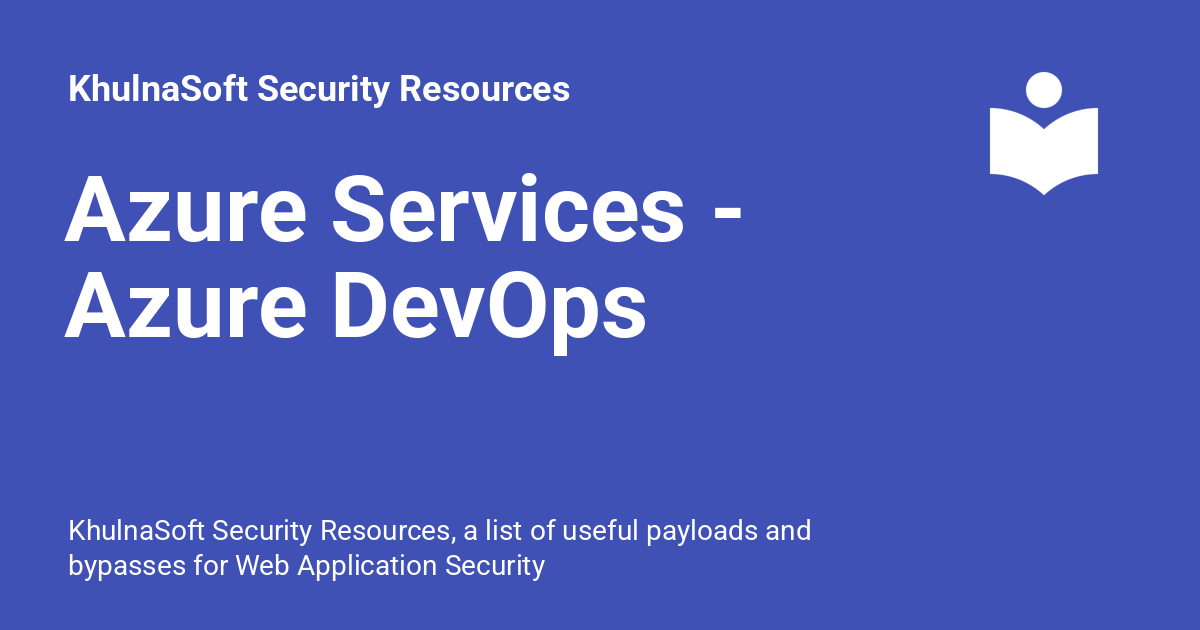 KhulnaSoft Security Resources
Azure Services -
Azure DevOps
KhulnaSoft Security Resources, a list of useful payloads and
bypasses for Web Application Security